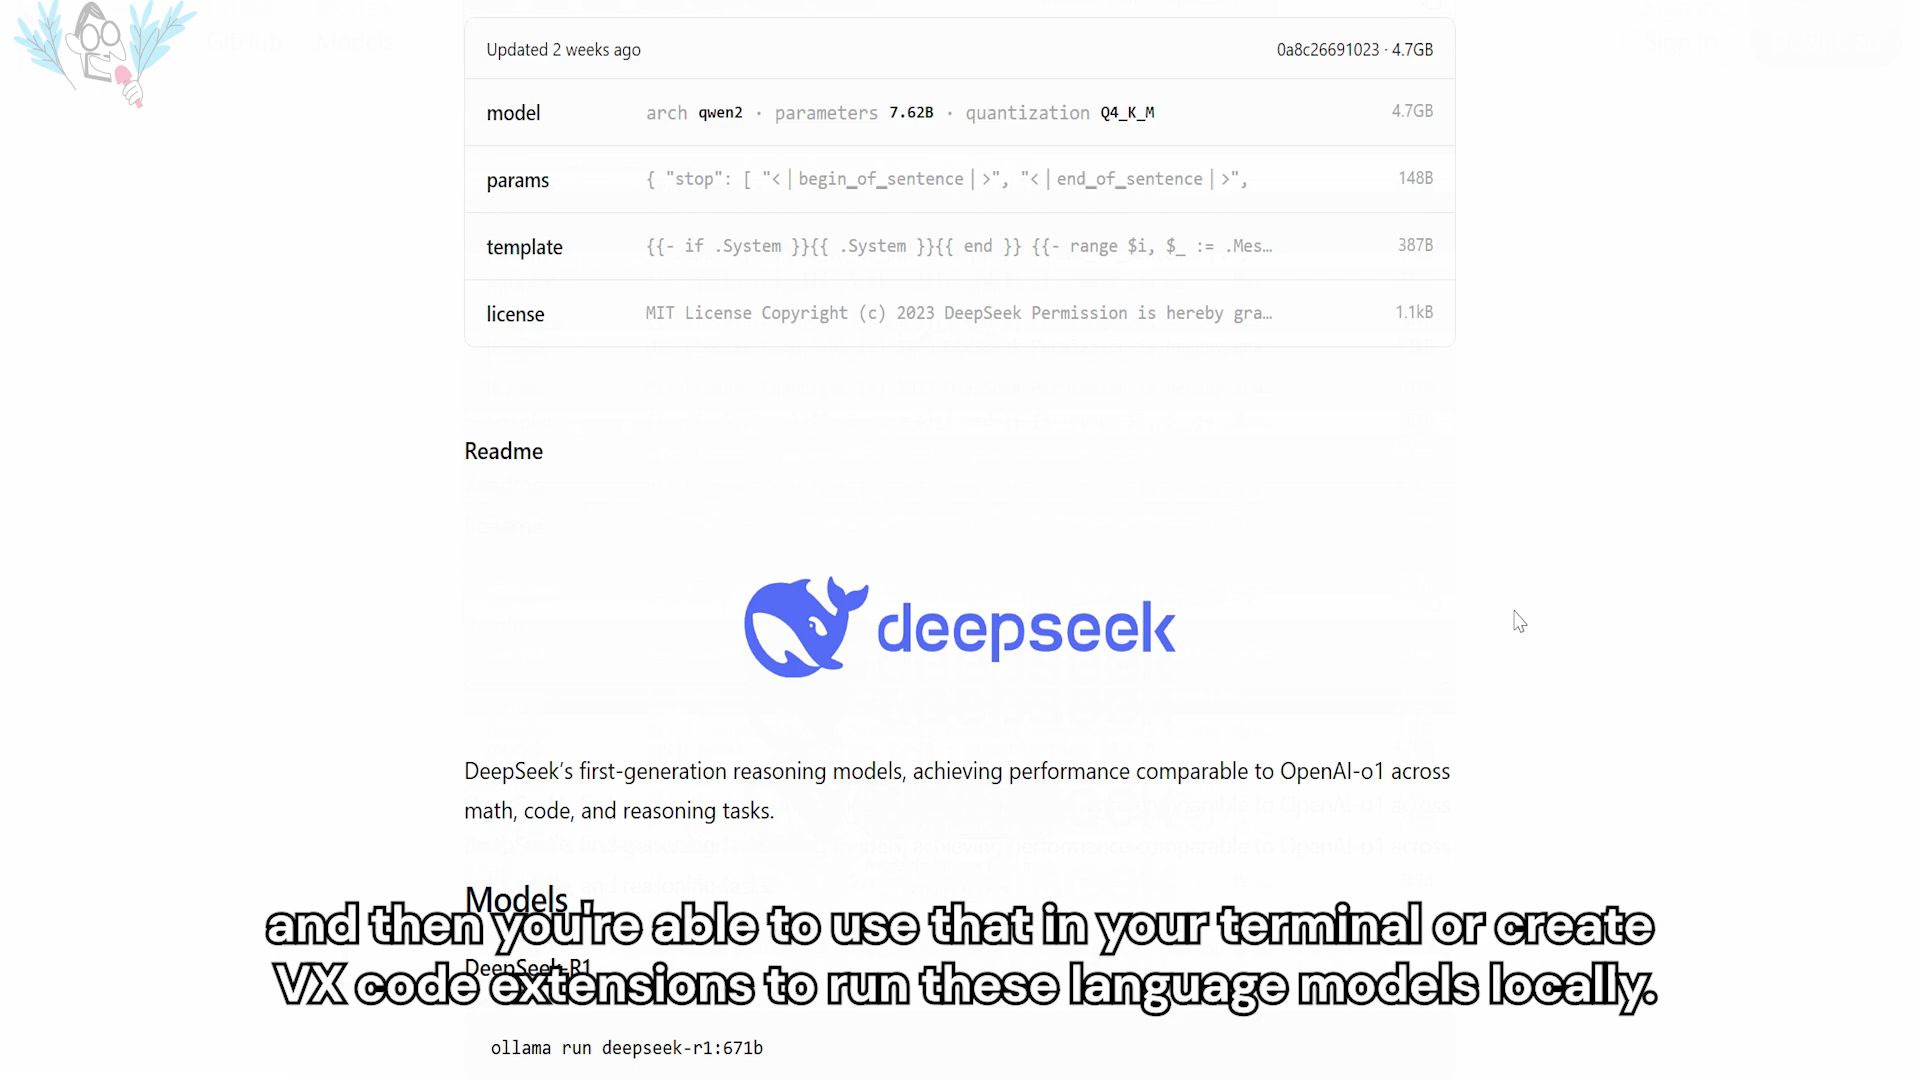 Updated 2 weeks ago 0a8c26691023 · 4.7GB
model arch qwen2 · parameters 7.62B · quantization Q4_K_M 4.7GB
params { "stop": [ "<|begin_of_sentence|>", "<|end_of_sentence|>", 148B
template {{- if .System }}{{ .System }}{{ end }} {{- range $i, $_ := .Mes… 387B
license MIT License Copyright (c) 2023 DeepSeek Permission is hereby gra… 1.1kB
Readme
deepseek
DeepSeek’s first-generation reasoning models, achieving performance comparable to OpenAI-o1 across
math, code, and reasoning tasks.
Models
and then you're able to use that in your terminal or create
DeepSeek-R1
VX code extensions to run these language models locally.
ollama run deepseek-r1:671b